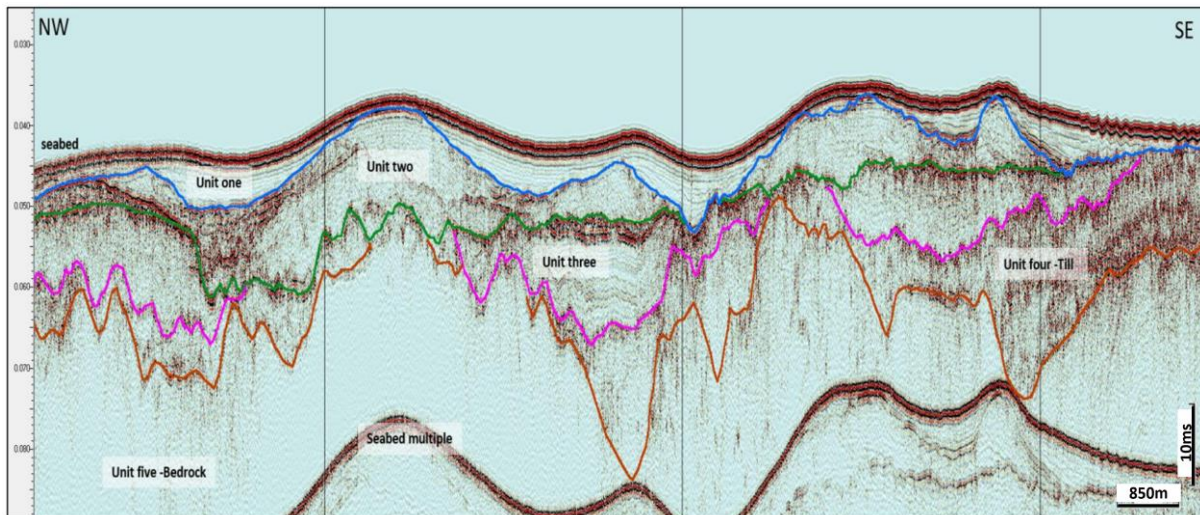 NW
SE
0.030
0.040
seabed
Unit two
Unit one
0.050
Unit three
Unit four -Till
0.060
0.070
Seabed multiple
10ms
0.080
Unit five -Bedrock
850m